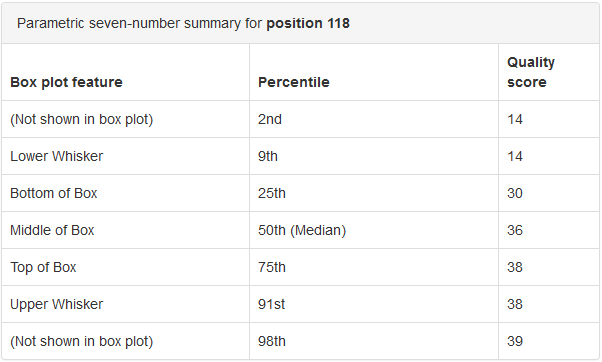 Parametric seven-number summary for position 118
Box plot feature Percentile Quality score
(Not shown in box plot) 2nd 14
Lower Whisker 9th 14
Bottom of Box 25th 30
Middle of Box 50th (Median) 36
Top of Box 75th 38
Upper Whisker 91st 38
(Not shown in box plot) 98th 39